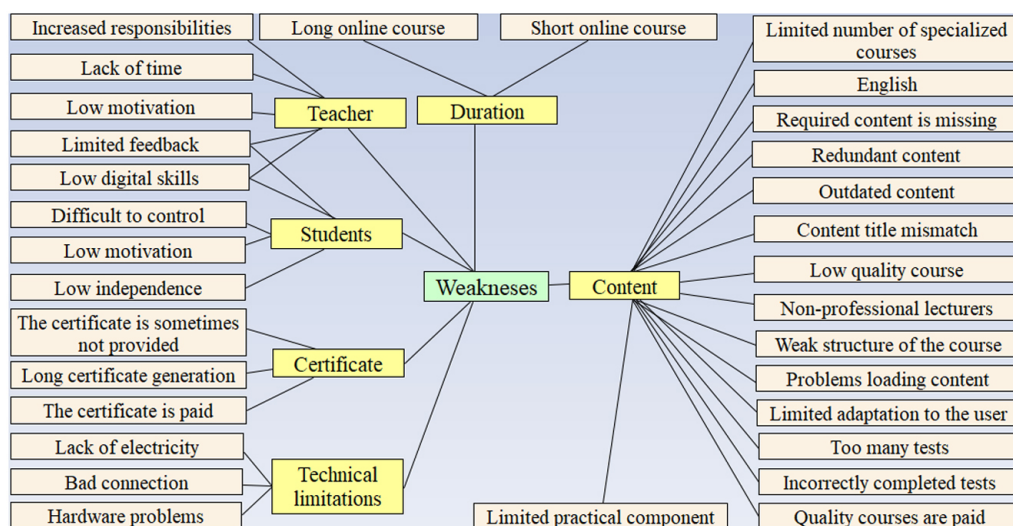 Increased responsibilities
Lack of time
Low motivation
Limited feedback
Low digital skills
Difficult to control
Low motivation
Low independence
The certificate is sometimes
not provided
Long certificate generation
The certificate is paid
Lack of electricity
Bad connection
Hardware problems
Long online course
Short online course
Teacher
Duration
Students
Weakneses
Content
Certificate
Technical
limitations
Limited practical component
Limited number of specialized
courses
English
Required content is missing
Redundant content
Outdated content
Content title mismatch
Low quality course
Non-professional lecturers
Weak structure of the course
Problems loading content
Limited adaptation to the user
Too many tests
Incorrectly completed tests
Quality courses are paid